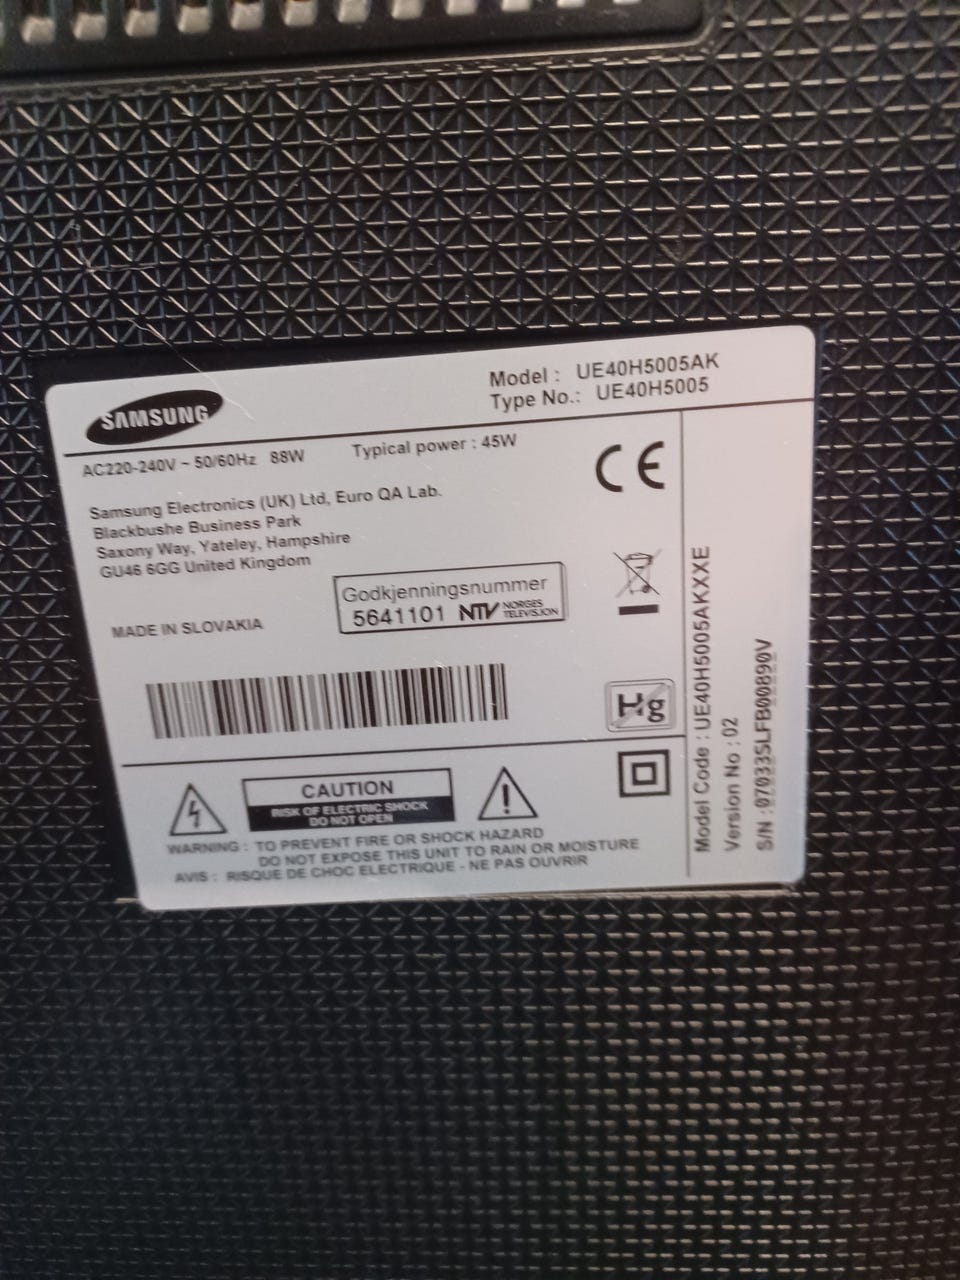 SAMSUNG
Model : UE40H5005AK
Type No.: UE40H5005
AC220-240V ~ 50/60Hz 88W Typical power : 45W
Samsung Electronics (UK) Ltd, Euro QA Lab.
Blackbushe Business Park
Saxony Way, Yateley, Hampshire
GU46 6GG United Kingdom
CE
Godkjenningsnummer
5641101 NTV NORGES TELEVISJON
MADE IN SLOVAKIA
Hg
CAUTION
RISK OF ELECTRIC SHOCK
DO NOT OPEN
WARNING : TO PREVENT FIRE OR SHOCK HAZARD
DO NOT EXPOSE THIS UNIT TO RAIN OR MOISTURE
AVIS : RISQUE DE CHOC ELECTRIQUE - NE PAS OUVRIR
Model Code : UE40H5005AKXXE
Version No : 02
S/N : 07033SLFB00890V